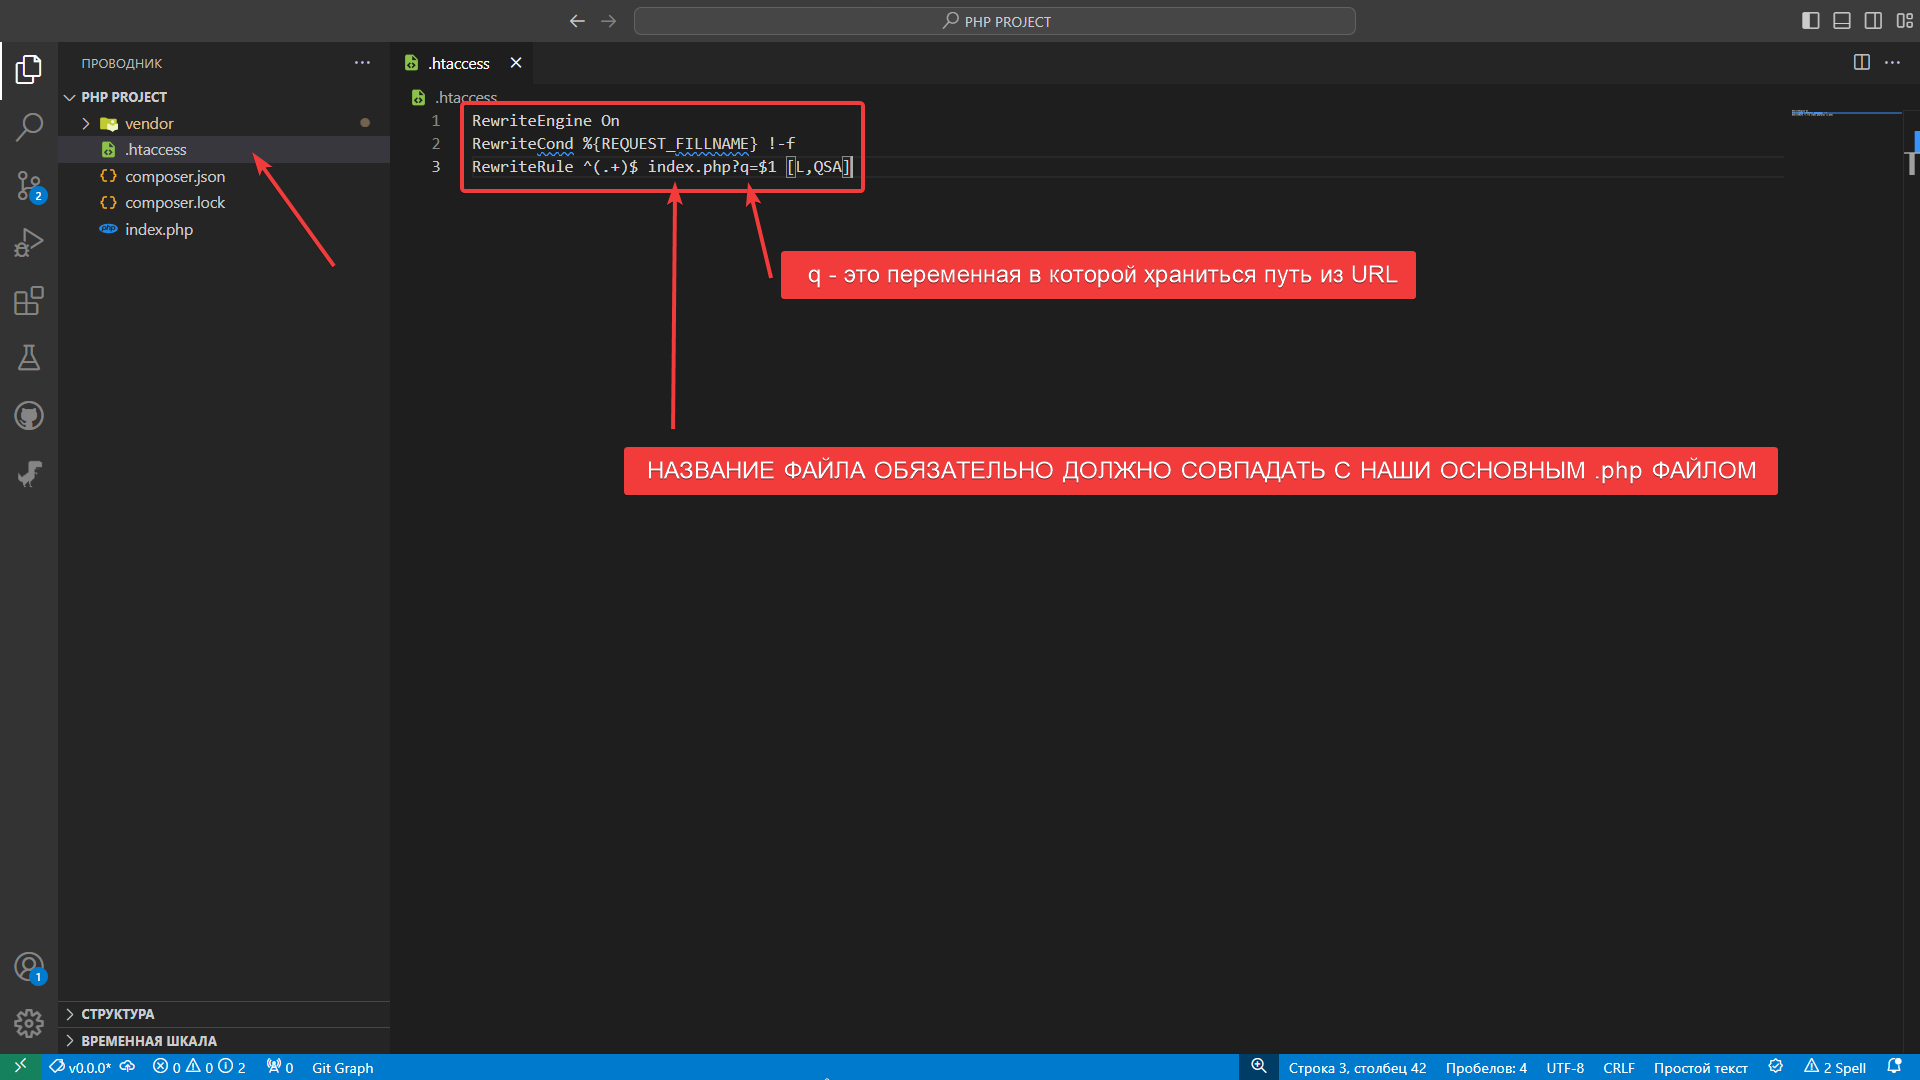 PHP PROJECT
ПРОВОДНИК
PHP PROJECT
vendor
.htaccess
composer.json
composer.lock
index.php
.htaccess
.htaccess
1 RewriteEngine On
2 RewriteCond %{REQUEST_FILLNAME} !-f
3 RewriteRule ^(.+)$ index.php?q=$1 [L,QSA]
q - это переменная в которой храниться путь из URL
НАЗВАНИЕ ФАЙЛА ОБЯЗАТЕЛЬНО ДОЛЖНО СОВПАДАТЬ С НАШИ ОСНОВНЫМ .php ФАЙЛОМ
2
1
СТРУКТУРА
ВРЕМЕННАЯ ШКАЛА
v0.0.0* 0 0 2 0 Git Graph Строка 3, столбец 42 Пробелов: 4 UTF-8 CRLF Простой текст 2 Spell